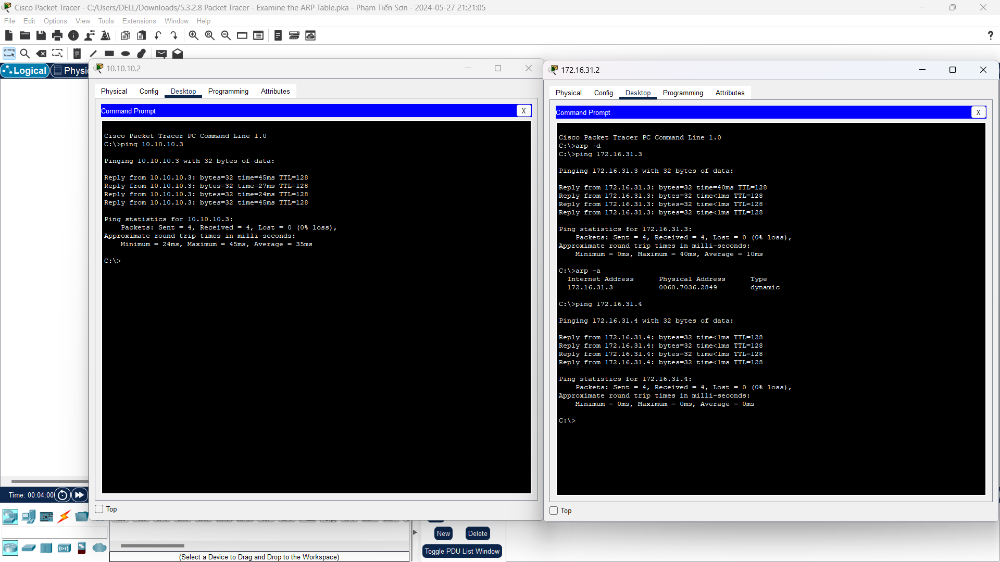 Cisco Packet Tracer - C:/Users/DELL/Downloads/5.3.2.8 Packet Tracer - Examine the ARP Table.pka - Phạm Tiến Sơn - 2024-05-27 21:21:05
File Edit Options View Tools Extensions Window Help
Logical
10.10.10.2
Physical Config Desktop Programming Attributes
Command Prompt X
Cisco Packet Tracer PC Command Line 1.0
C:\>ping 10.10.10.3
Pinging 10.10.10.3 with 32 bytes of data:
Reply from 10.10.10.3: bytes=32 time=45ms TTL=128
Reply from 10.10.10.3: bytes=32 time=27ms TTL=128
Reply from 10.10.10.3: bytes=32 time=24ms TTL=128
Reply from 10.10.10.3: bytes=32 time=45ms TTL=128
Ping statistics for 10.10.10.3:
Packets: Sent = 4, Received = 4, Lost = 0 (0% loss),
Approximate round trip times in milli-seconds:
Minimum = 24ms, Maximum = 45ms, Average = 35ms
C:\>
Top
172.16.31.2
Physical Config Desktop Programming Attributes
Command Prompt X
Cisco Packet Tracer PC Command Line 1.0
C:\>arp -d
C:\>ping 172.16.31.3
Pinging 172.16.31.3 with 32 bytes of data:
Reply from 172.16.31.3: bytes=32 time=40ms TTL=128
Reply from 172.16.31.3: bytes=32 time<1ms TTL=128
Reply from 172.16.31.3: bytes=32 time<1ms TTL=128
Reply from 172.16.31.3: bytes=32 time<1ms TTL=128
Ping statistics for 172.16.31.3:
Packets: Sent = 4, Received = 4, Lost = 0 (0% loss),
Approximate round trip times in milli-seconds:
Minimum = 0ms, Maximum = 40ms, Average = 10ms
C:\>arp -a
Internet Address Physical Address Type
172.16.31.3 0060.7036.2849 dynamic
C:\>ping 172.16.31.4
Pinging 172.16.31.4 with 32 bytes of data:
Reply from 172.16.31.4: bytes=32 time<1ms TTL=128
Reply from 172.16.31.4: bytes=32 time<1ms TTL=128
Reply from 172.16.31.4: bytes=32 time<1ms TTL=128
Reply from 172.16.31.4: bytes=32 time<1ms TTL=128
Ping statistics for 172.16.31.4:
Packets: Sent = 4, Received = 4, Lost = 0 (0% loss),
Approximate round trip times in milli-seconds:
Minimum = 0ms, Maximum = 0ms, Average = 0ms
C:\>
Top
Time: 00:04:00
New Delete
Toggle PDU List Window
(Select a Device to Drag and Drop to the Workspace)